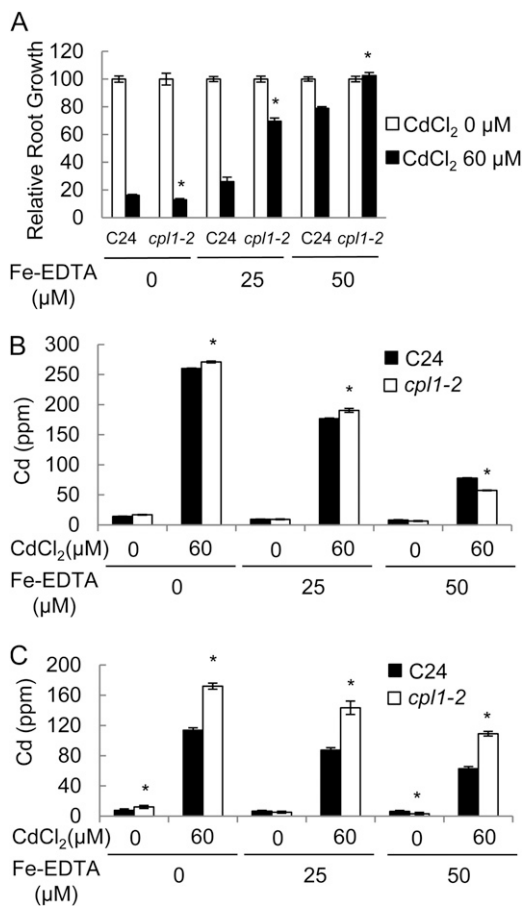 A
Relative Root Growth
120
100
80
60
40
20
0
*
*
*
CdCl₂ 0 µM
CdCl₂ 60 µM
C24 cpl1-2 C24 cpl1-2 C24 cpl1-2
Fe-EDTA (µM)
0 25 50
B
Cd (ppm)
300
250
200
150
100
50
0
*
*
*
C24
cpl1-2
CdCl₂(µM) 0 60 0 60 0 60
Fe-EDTA (µM)
0 25 50
C
Cd (ppm)
200
160
120
80
40
0
*
*
*
*
*
C24
cpl1-2
CdCl₂(µM) 0 60 0 60 0 60
Fe-EDTA (µM)
0 25 50